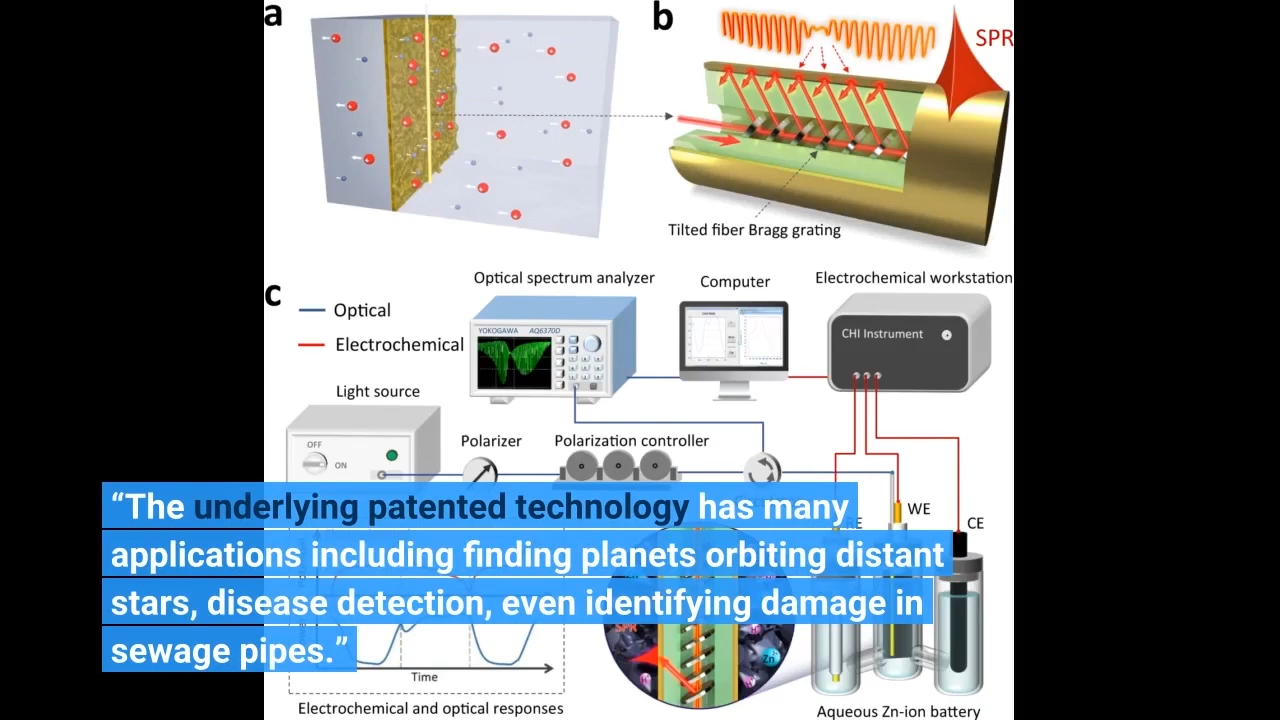 a
b
SPR
Tilted fiber Bragg grating
c
Optical spectrum analyzer
Computer
Electrochemical workstation
Optical
Electrochemical
YOKOGAWA AQ6370D
CHI Instrument
Light source
OFF
ON
Polarizer
Polarization controller
“The underlying patented technology has many
applications including finding planets orbiting distant
stars, disease detection, even identifying damage in
sewage pipes.”
RE
WE
CE
SPR
Zn
Time
Electrochemical and optical responses
Aqueous Zn-ion battery